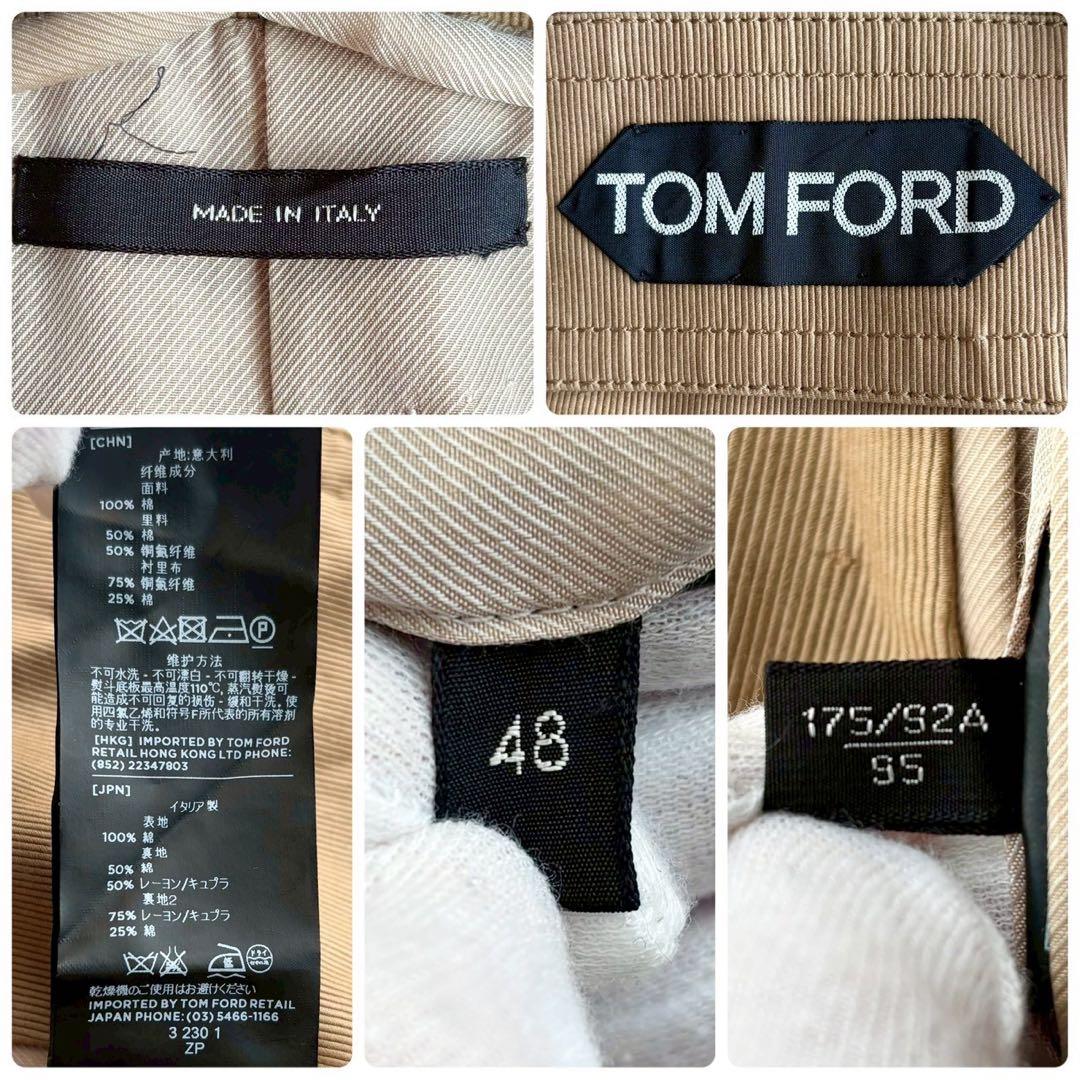 MADE IN ITALY
TOM FORD
[CHN]
产地:意大利
纤维成分
面料
100% 棉
里料
50% 棉
50% 铜氨纤维
衬里布
75% 铜氨纤维
25% 棉
P
维护方法
不可水洗 - 不可漂白 - 不可翻转干燥 -
熨斗底板最高温度110℃, 蒸汽熨烫可
能造成不可回复的损伤 - 缓和干洗。使
用四氯乙烯和符号F所代表的所有溶剂
的专业干洗。
[HKG] IMPORTED BY TOM FORD
RETAIL HONG KONG LTD PHONE:
(852) 22347803
[JPN]
イタリア製
表地
100% 綿
裏地
50% 綿
50% レーヨン/キュプラ
裏地2
75% レーヨン/キュプラ
25% 綿
ドライ
乾燥機のご使用はお避けください
IMPORTED BY TOM FORD RETAIL
JAPAN PHONE: (03) 5466-1166
3 230 1
ZP
48
175/92A
95